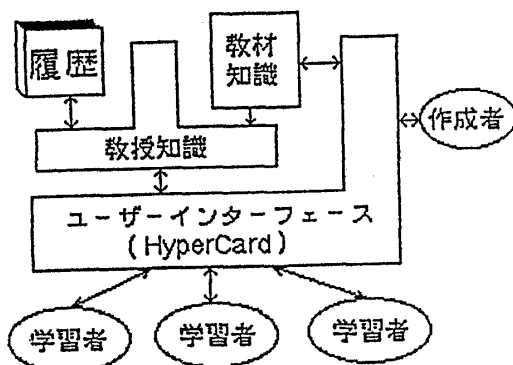 履歴
教材
知識
教授知識
作成者
ユーザーインターフェース
(HyperCard)
学習者
学習者
学習者